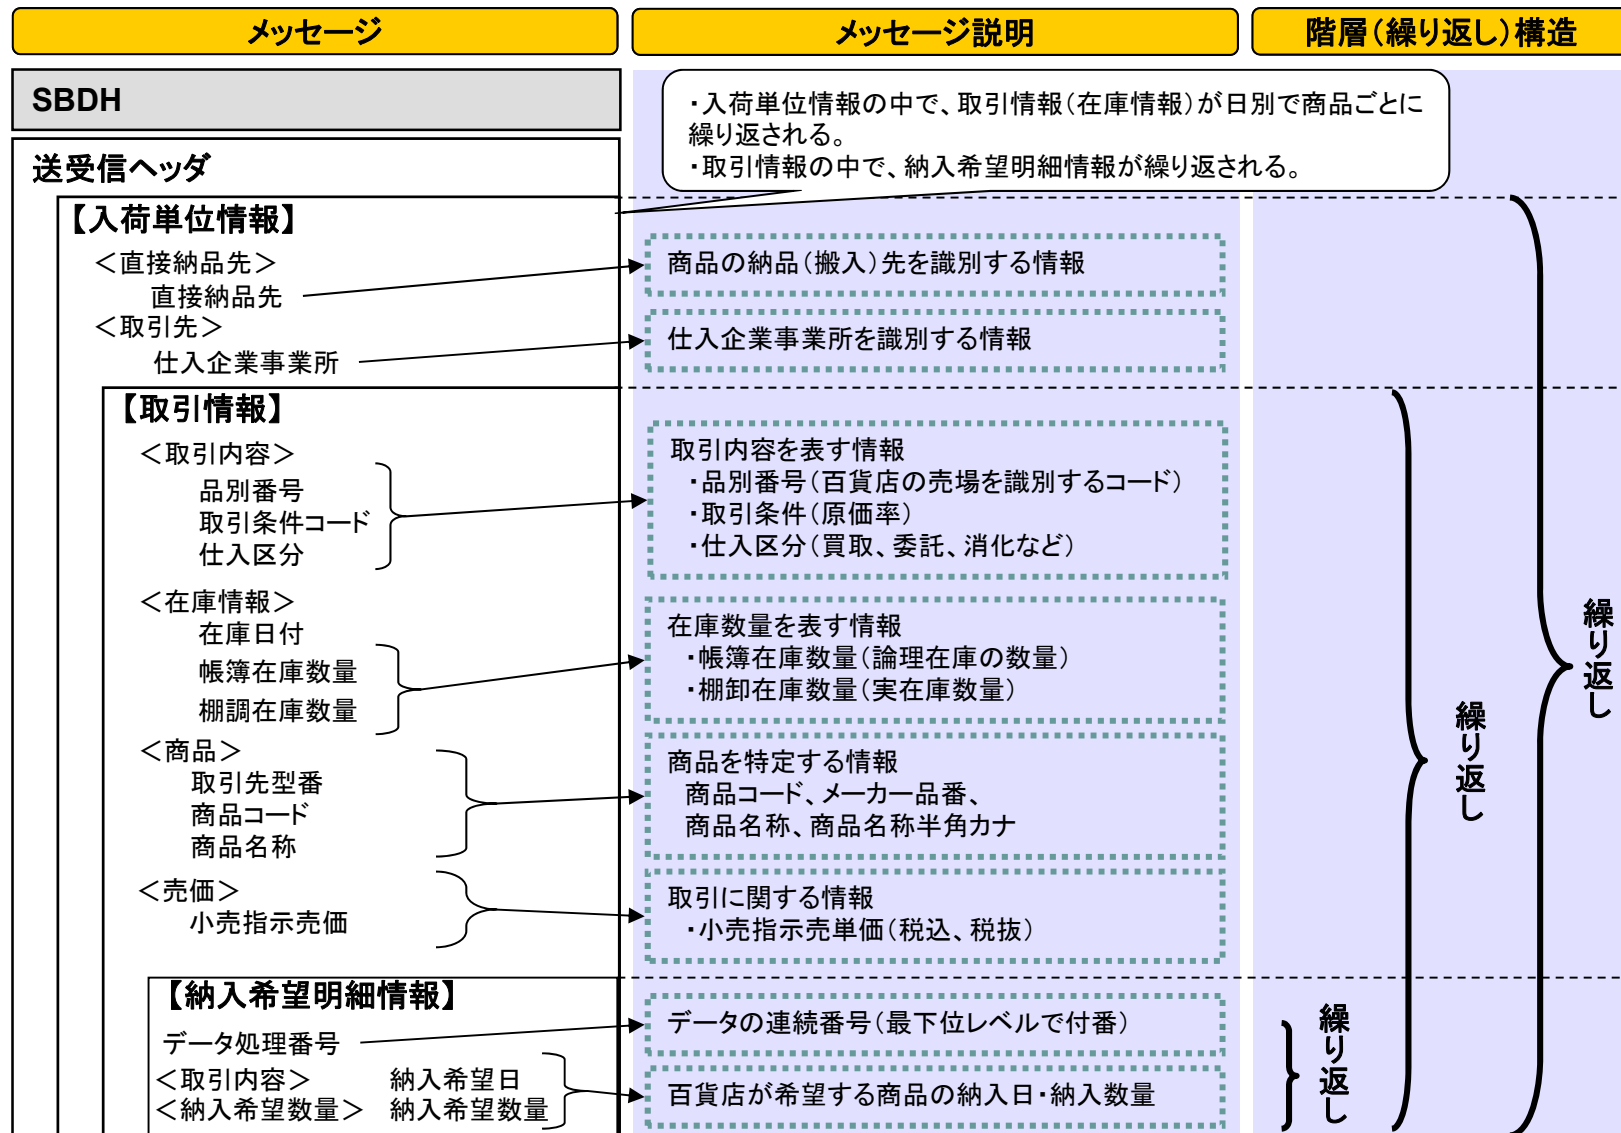 メッセージ
メッセージ説明
階層（繰り返し）構造
SBDH
・入荷単位情報の中で、取引情報（在庫情報）が日別で商品ごとに
繰り返される。
・取引情報の中で、納入希望明細情報が繰り返される。
送受信ヘッダ
【入荷単位情報】
＜直接納品先＞
直接納品先
商品の納品（搬入）先を識別する情報
＜取引先＞
仕入企業事業所
仕入企業事業所を識別する情報
【取引情報】
＜取引内容＞
品別番号
取引条件コード
仕入区分
取引内容を表す情報
・品別番号（百貨店の売場を識別するコード）
・取引条件（原価率）
・仕入区分（買取、委託、消化など）
＜在庫情報＞
在庫日付
帳簿在庫数量
棚調在庫数量
在庫数量を表す情報
・帳簿在庫数量（論理在庫の数量）
・棚卸在庫数量（実在庫数量）
＜商品＞
取引先型番
商品コード
商品名称
商品を特定する情報
商品コード、メーカー品番、
商品名称、商品名称半角カナ
＜売価＞
小売指示売価
取引に関する情報
・小売指示売単価（税込、税抜）
【納入希望明細情報】
データ処理番号
データの連続番号（最下位レベルで付番）
＜取引内容＞ 納入希望日
＜納入希望数量＞ 納入希望数量
百貨店が希望する商品の納入日・納入数量
繰り返し
繰り返し
繰り返し